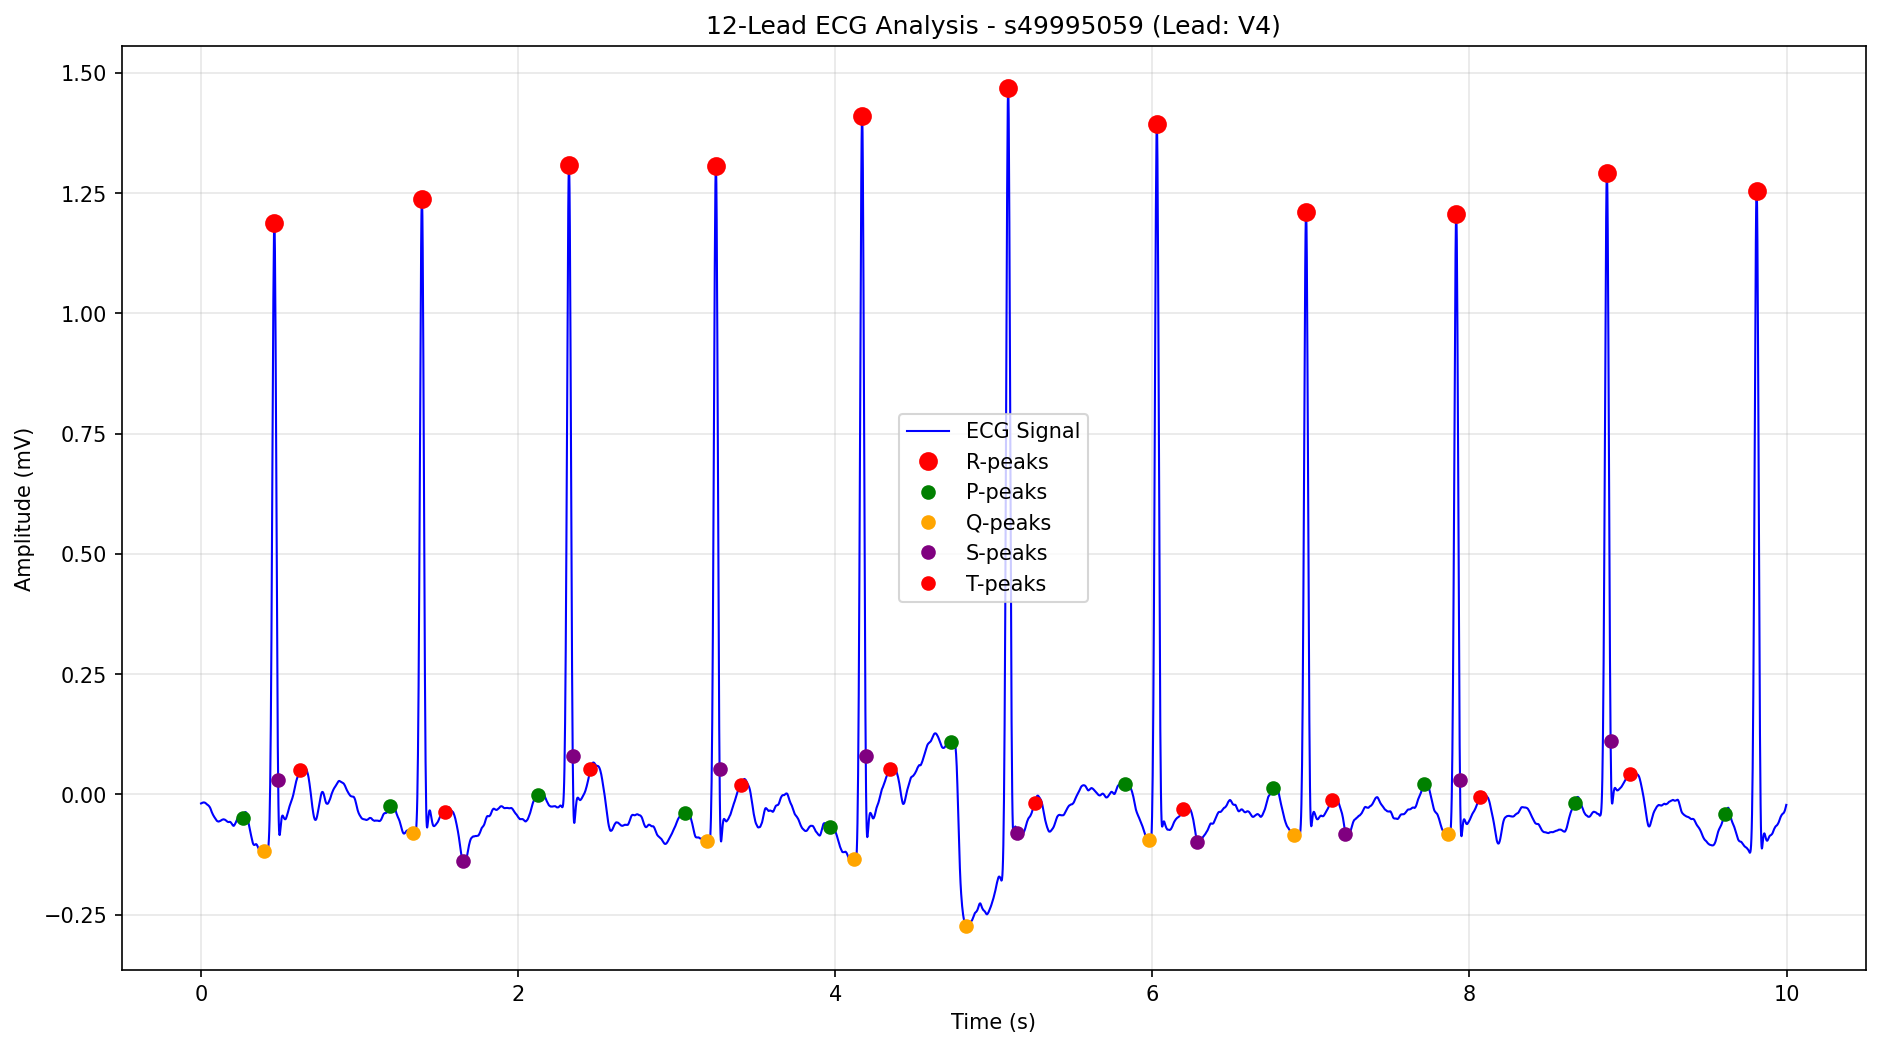 12-Lead ECG Analysis - s49995059 (Lead: V4)
Amplitude (mV)
1.50
1.25
1.00
0.75
0.50
0.25
0.00
−0.25
ECG Signal
R-peaks
P-peaks
Q-peaks
S-peaks
T-peaks
0 2 4 6 8 10
Time (s)